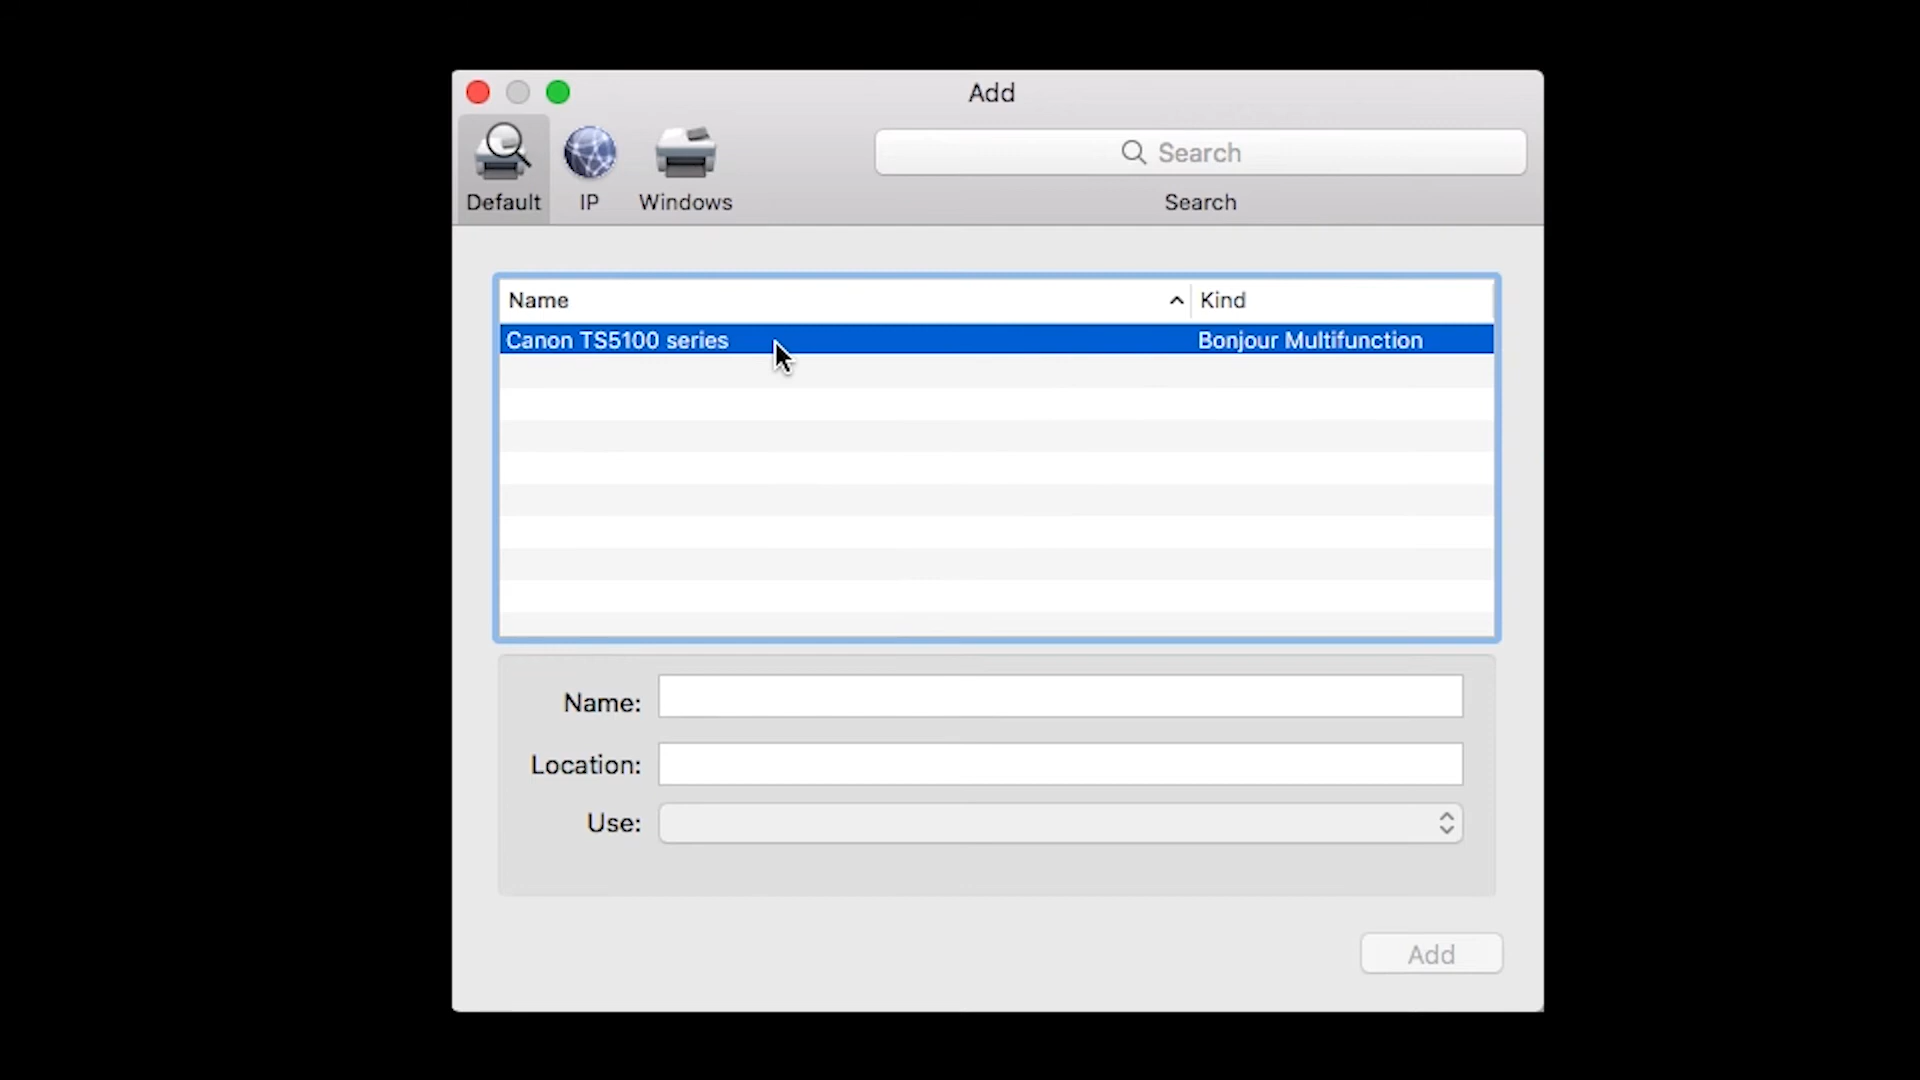 Add
Default
IP
Windows
Search
Search
Name
Kind
Canon TS5100 series
Bonjour Multifunction
Name:
Location:
Use:
Add